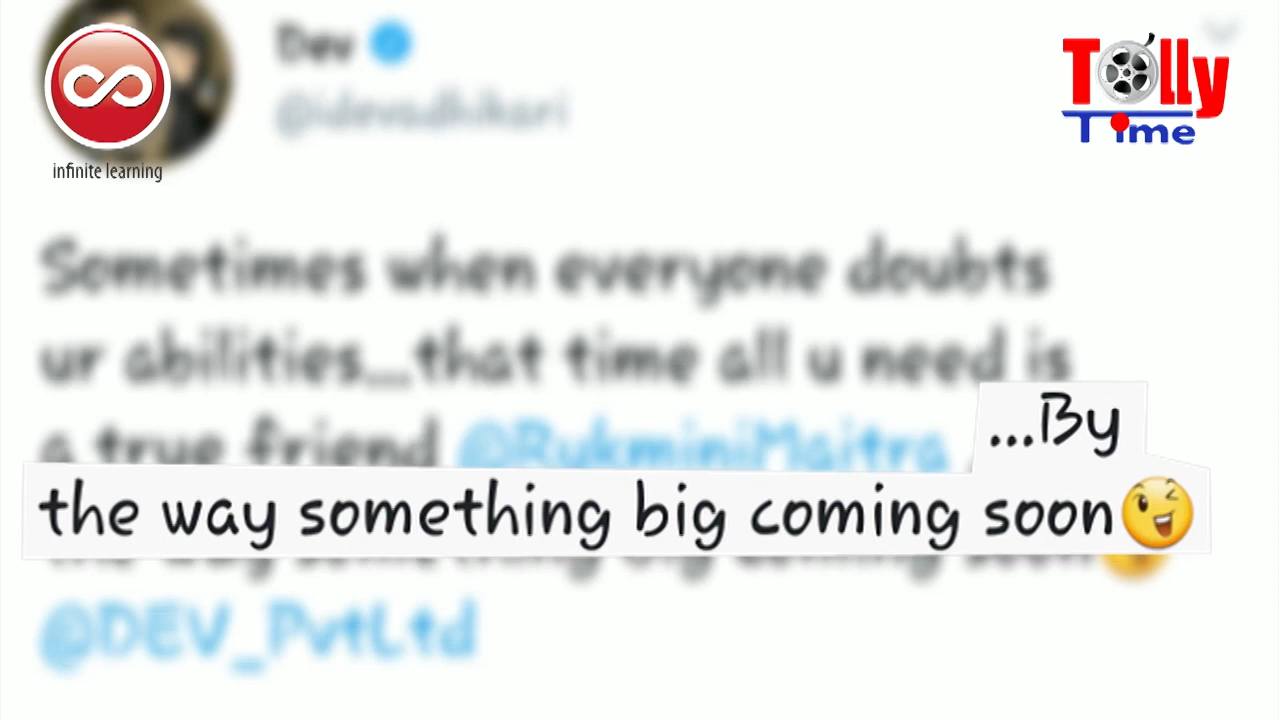 Dev
@idevadhikari
infinite learning
Tolly
Time
Sometimes when everyone doubts
ur abilities....that time all u need is
a true friend @RukminiMaitra ...By
the way something big coming soon😉
@DEV_PvtLtd